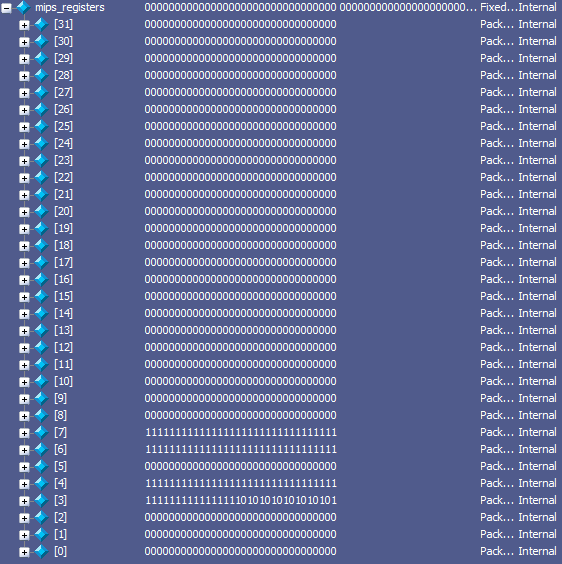 mips_registers 00000000000000000000000000000000 000000000000000000000... Fixed... Internal
[31] 00000000000000000000000000000000 Pack... Internal
[30] 00000000000000000000000000000000 Pack... Internal
[29] 00000000000000000000000000000000 Pack... Internal
[28] 00000000000000000000000000000000 Pack... Internal
[27] 00000000000000000000000000000000 Pack... Internal
[26] 00000000000000000000000000000000 Pack... Internal
[25] 00000000000000000000000000000000 Pack... Internal
[24] 00000000000000000000000000000000 Pack... Internal
[23] 00000000000000000000000000000000 Pack... Internal
[22] 00000000000000000000000000000000 Pack... Internal
[21] 00000000000000000000000000000000 Pack... Internal
[20] 00000000000000000000000000000000 Pack... Internal
[19] 00000000000000000000000000000000 Pack... Internal
[18] 00000000000000000000000000000000 Pack... Internal
[17] 00000000000000000000000000000000 Pack... Internal
[16] 00000000000000000000000000000000 Pack... Internal
[15] 00000000000000000000000000000000 Pack... Internal
[14] 00000000000000000000000000000000 Pack... Internal
[13] 00000000000000000000000000000000 Pack... Internal
[12] 00000000000000000000000000000000 Pack... Internal
[11] 00000000000000000000000000000000 Pack... Internal
[10] 00000000000000000000000000000000 Pack... Internal
[9] 00000000000000000000000000000000 Pack... Internal
[8] 00000000000000000000000000000000 Pack... Internal
[7] 11111111111111111111111111111111 Pack... Internal
[6] 11111111111111111111111111111111 Pack... Internal
[5] 00000000000000000000000000000000 Pack... Internal
[4] 11111111111111111111111111111111 Pack... Internal
[3] 11111111111111110101010101010101 Pack... Internal
[2] 00000000000000000000000000000000 Pack... Internal
[1] 00000000000000000000000000000000 Pack... Internal
[0] 00000000000000000000000000000000 Pack... Internal